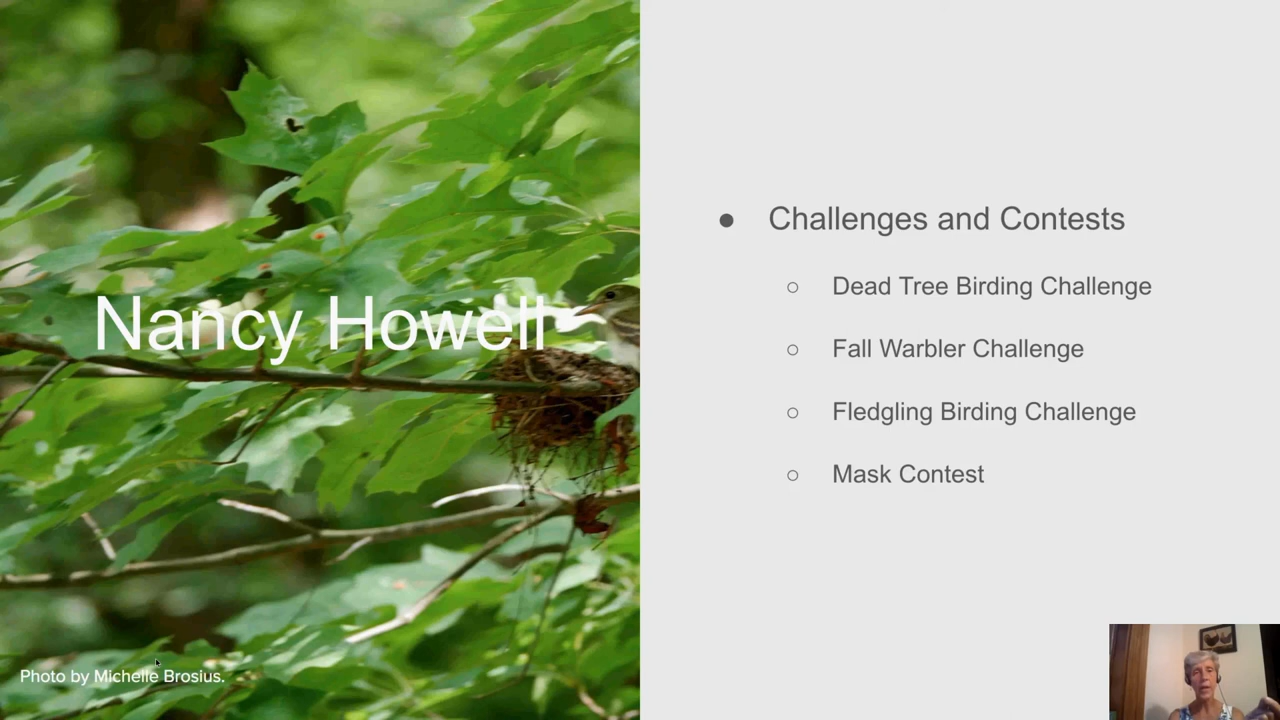 Nancy Howell
Photo by Michelle Brosius.
● Challenges and Contests
○ Dead Tree Birding Challenge
○ Fall Warbler Challenge
○ Fledgling Birding Challenge
○ Mask Contest